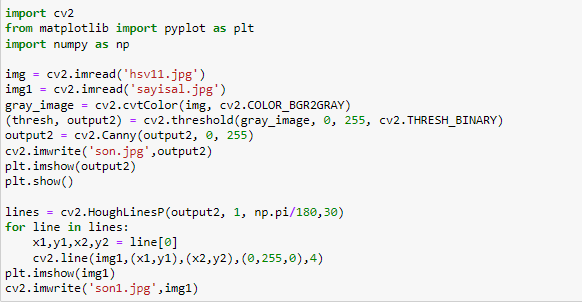 import cv2
from matplotlib import pyplot as plt
import numpy as np

img = cv2.imread('hsv11.jpg')
img1 = cv2.imread('sayisal.jpg')
gray_image = cv2.cvtColor(img, cv2.COLOR_BGR2GRAY)
(thresh, output2) = cv2.threshold(gray_image, 0, 255, cv2.THRESH_BINARY)
output2 = cv2.Canny(output2, 0, 255)
cv2.imwrite('son.jpg',output2)
plt.imshow(output2)
plt.show()

lines = cv2.HoughLinesP(output2, 1, np.pi/180,30)
for line in lines:
    x1,y1,x2,y2 = line[0]
    cv2.line(img1,(x1,y1),(x2,y2),(0,255,0),4)
plt.imshow(img1)
cv2.imwrite('son1.jpg',img1)